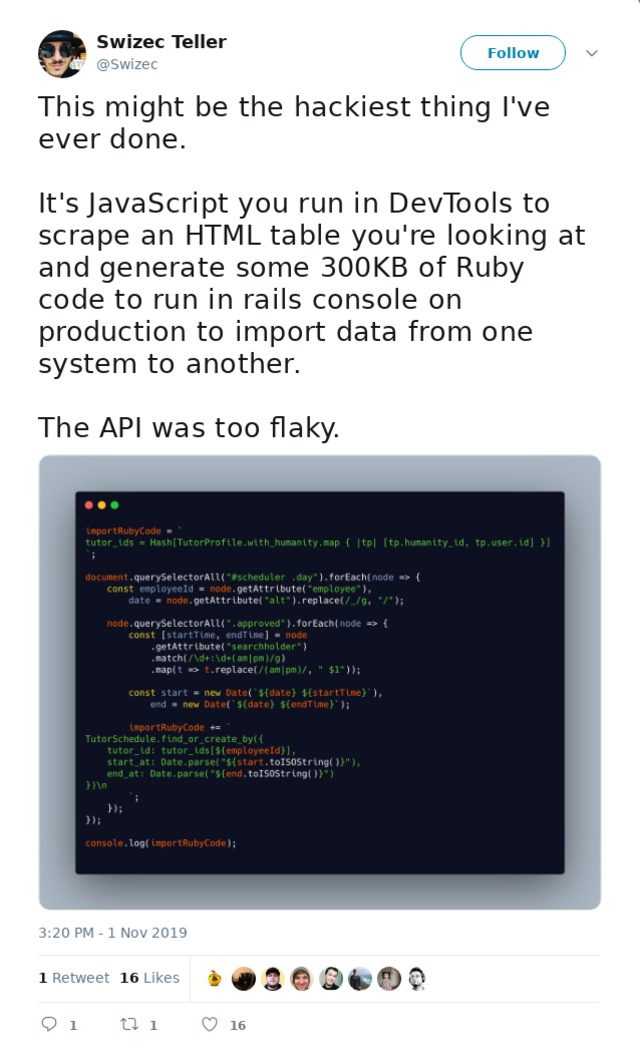 Swizec Teller
@Swizec
Follow
This might be the hackiest thing I've
ever done.
It's JavaScript you run in DevTools to
scrape an HTML table you're looking at
and generate some 300KB of Ruby
code to run in rails console on
production to import data from one
system to another.
The API was too flaky.
importRubyCode = `
tutor_ids = Hash[TutorProfile.with_humanity.map { |tp| [tp.humanity_id, tp.user.id] }]
`;
document.querySelectorAll("#scheduler .day").forEach(node => {
const employeeId = node.getAttribute("employee"),
date = node.getAttribute("alt").replace(/_/g, "/");
node.querySelectorAll(".approved").forEach(node => {
const [startTime, endTime] = node
.getAttribute("searchholder")
.match(/\d+:\d+(am|pm)/g)
.map(t => t.replace(/(am|pm)/, " $1"));
const start = new Date(`${date} ${startTime}`),
end = new Date(`${date} ${endTime}`);
importRubyCode += `
TutorSchedule.find_or_create_by({
tutor_id: tutor_ids[${employeeId}],
start_at: Date.parse("${start.toISOString()}"),
end_at: Date.parse("${end.toISOString()}")
})\n
`;
});
});
console.log(importRubyCode);
3:20 PM - 1 Nov 2019
1 Retweet 16 Likes
1 1 16